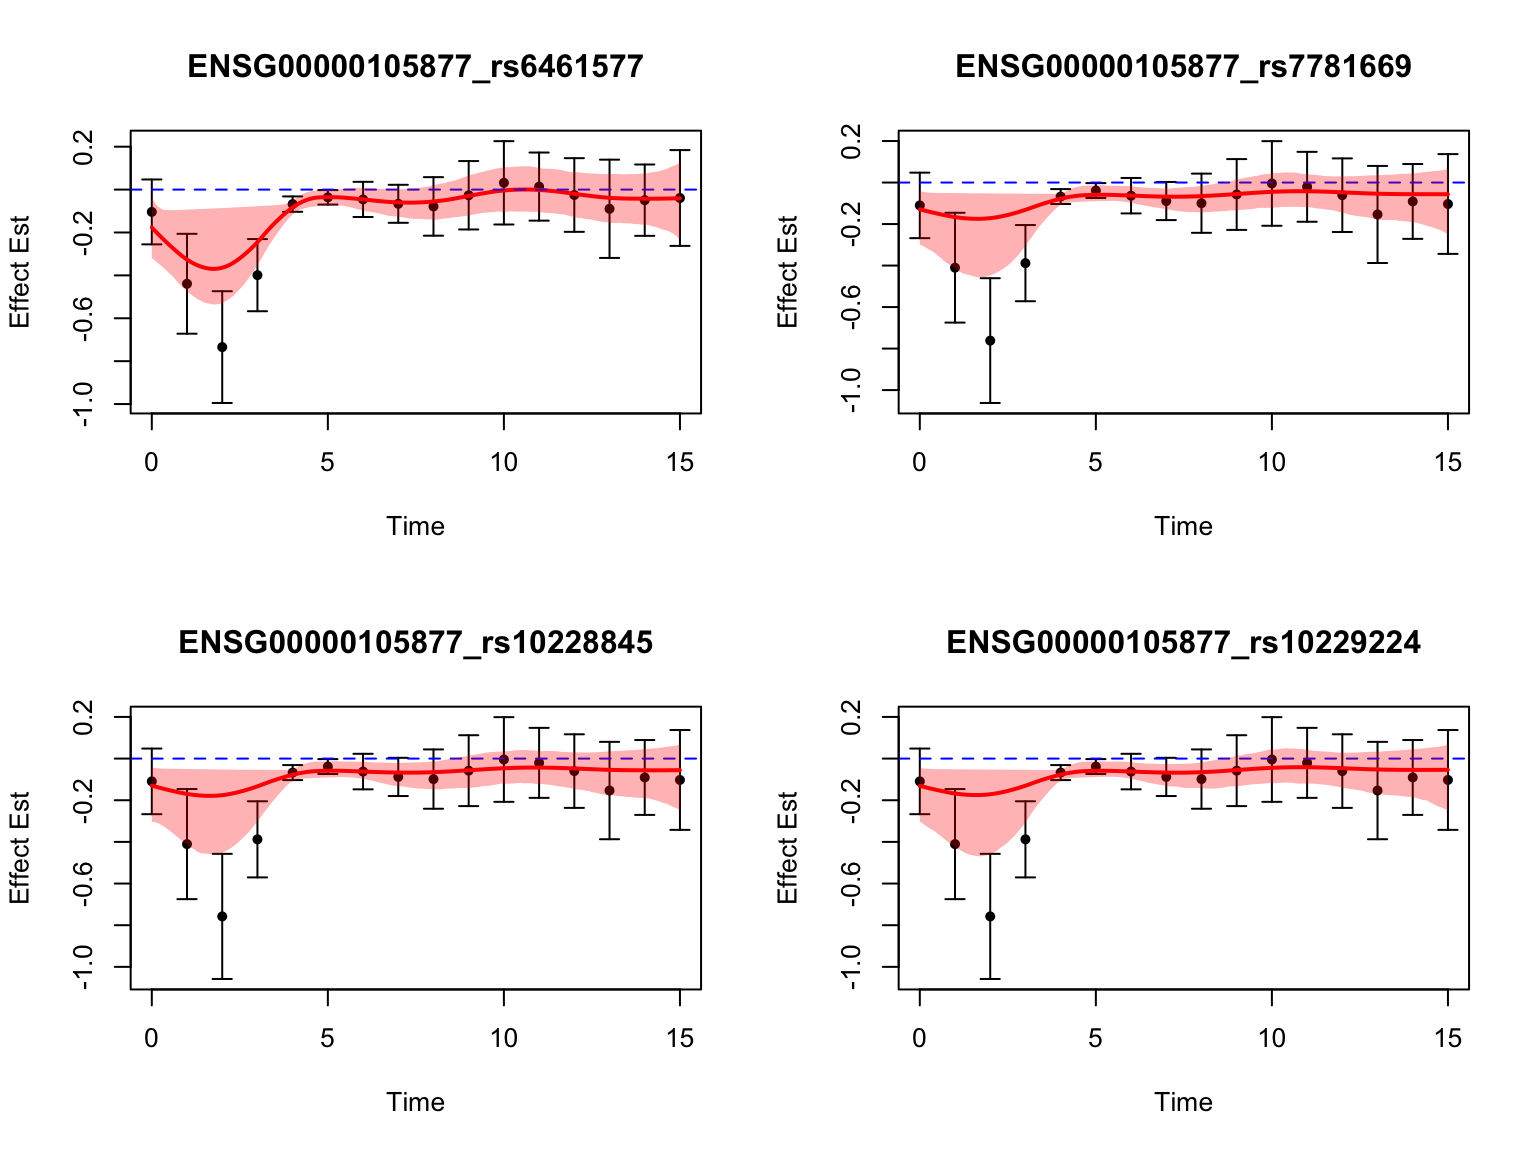 ENSG00000105877_rs6461577
Effect Est
0.2
-0.2
-0.6
-1.0
0 5 10 15
Time
ENSG00000105877_rs7781669
Effect Est
0.2
-0.2
-0.6
-1.0
0 5 10 15
Time
ENSG00000105877_rs10228845
Effect Est
0.2
-0.2
-0.6
-1.0
0 5 10 15
Time
ENSG00000105877_rs10229224
Effect Est
0.2
-0.2
-0.6
-1.0
0 5 10 15
Time